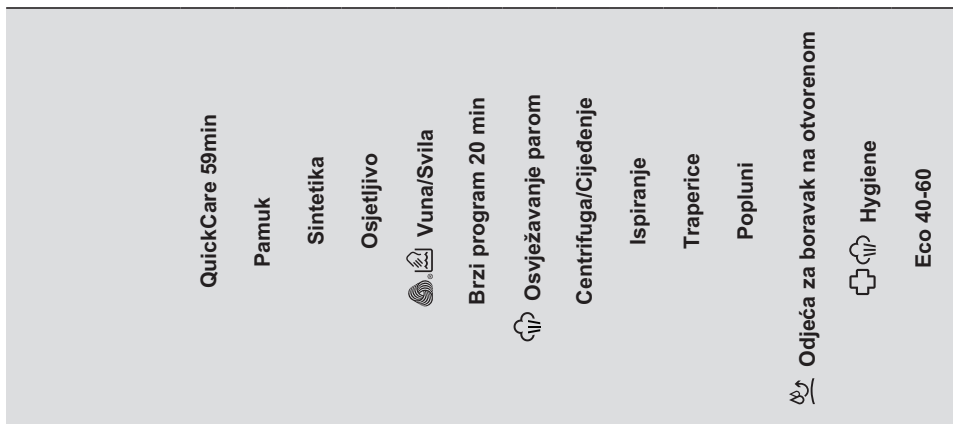 QuickCare 59min
Pamuk
Sintetika
Osjetljivo
Vuna/Svila
Brzi program 20 min
Osvježavanje parom
Centrifuga/Cijeđenje
Ispiranje
Traperice
Popluni
Odjeća za boravak na otvorenom
Hygiene
Eco 40-60